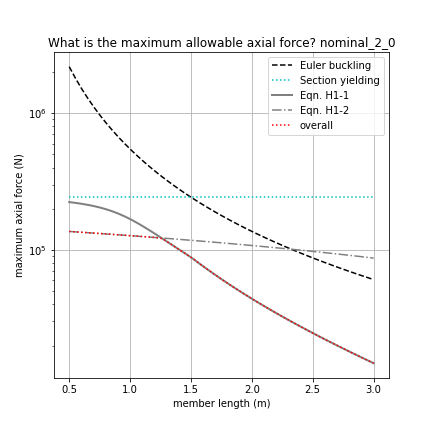 What is the maximum allowable axial force? nominal_2_0
Euler buckling
Section yielding
Eqn. H1-1
Eqn. H1-2
overall
maximum axial force (N)
10⁶
10⁵
0.5 1.0 1.5 2.0 2.5 3.0
member length (m)